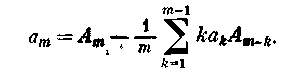 a_m = A_m - \frac{1}{m} \sum_{k=1}^{m-1} k a_k A_{m-k}.